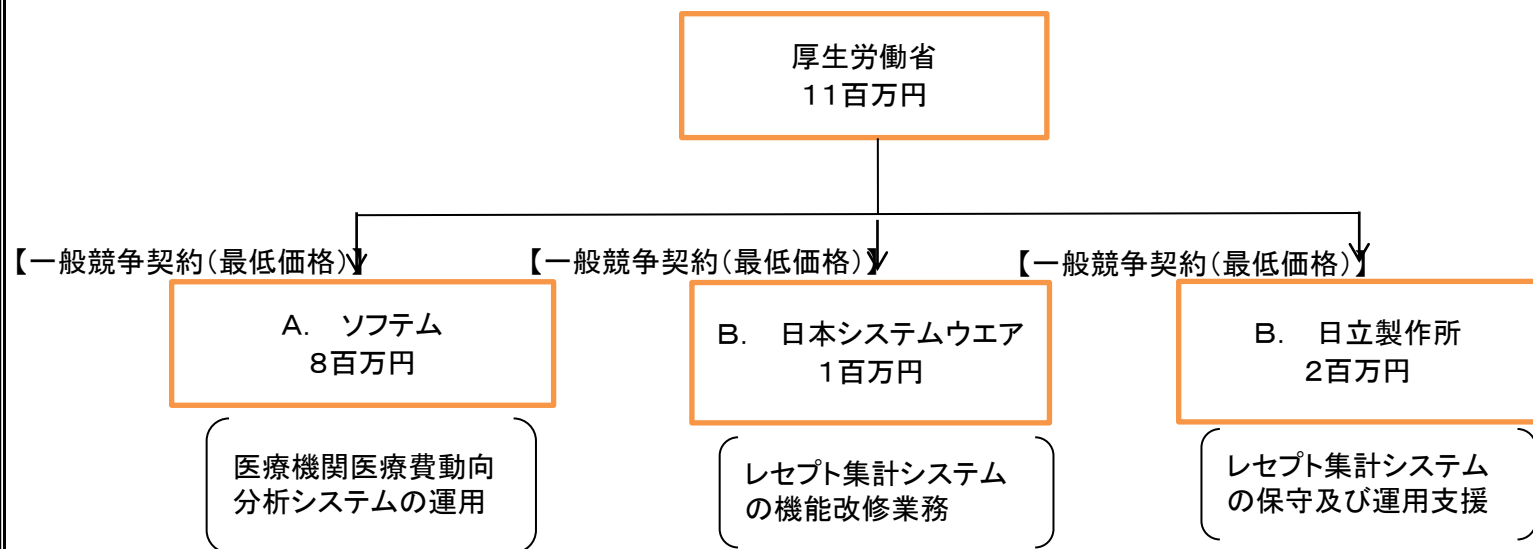 厚生労働省
11百万円
【一般競争契約(最低価格)】
【一般競争契約(最低価格)】
【一般競争契約(最低価格)】
A. ソフテム
8百万円
B. 日本システムウエア
1百万円
B. 日立製作所
2百万円
医療機関医療費動向
分析システムの運用
レセプト集計システム
の機能改修業務
レセプト集計システム
の保守及び運用支援